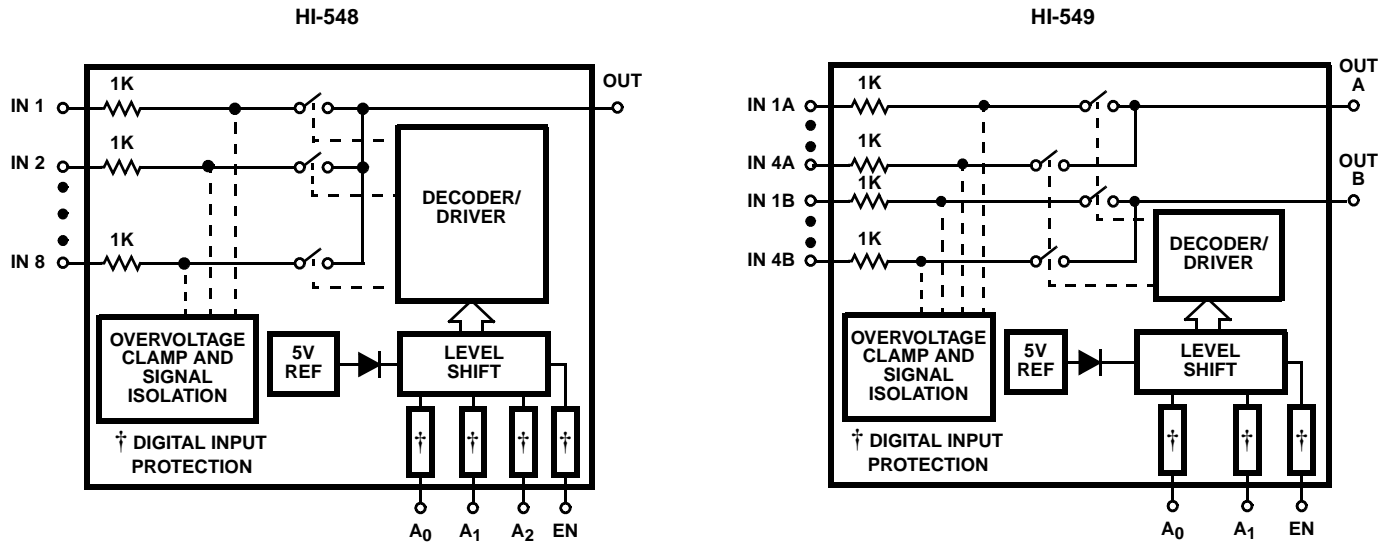 HI-548
1K
OUT
IN 1
1K
IN 2
1K
IN 8
DECODER/
DRIVER
OVERVOLTAGE
CLAMP AND
SIGNAL
ISOLATION
5V
REF
LEVEL
SHIFT
† † † †
† DIGITAL INPUT
PROTECTION
A0 A1 A2 EN
HI-549
1K
OUT
A
IN 1A
1K
IN 4A
OUT
B
1K
IN 1B
1K
IN 4B
DECODER/
DRIVER
OVERVOLTAGE
CLAMP AND
SIGNAL
ISOLATION
5V
REF
LEVEL
SHIFT
† † †
† DIGITAL INPUT
PROTECTION
A0 A1 EN